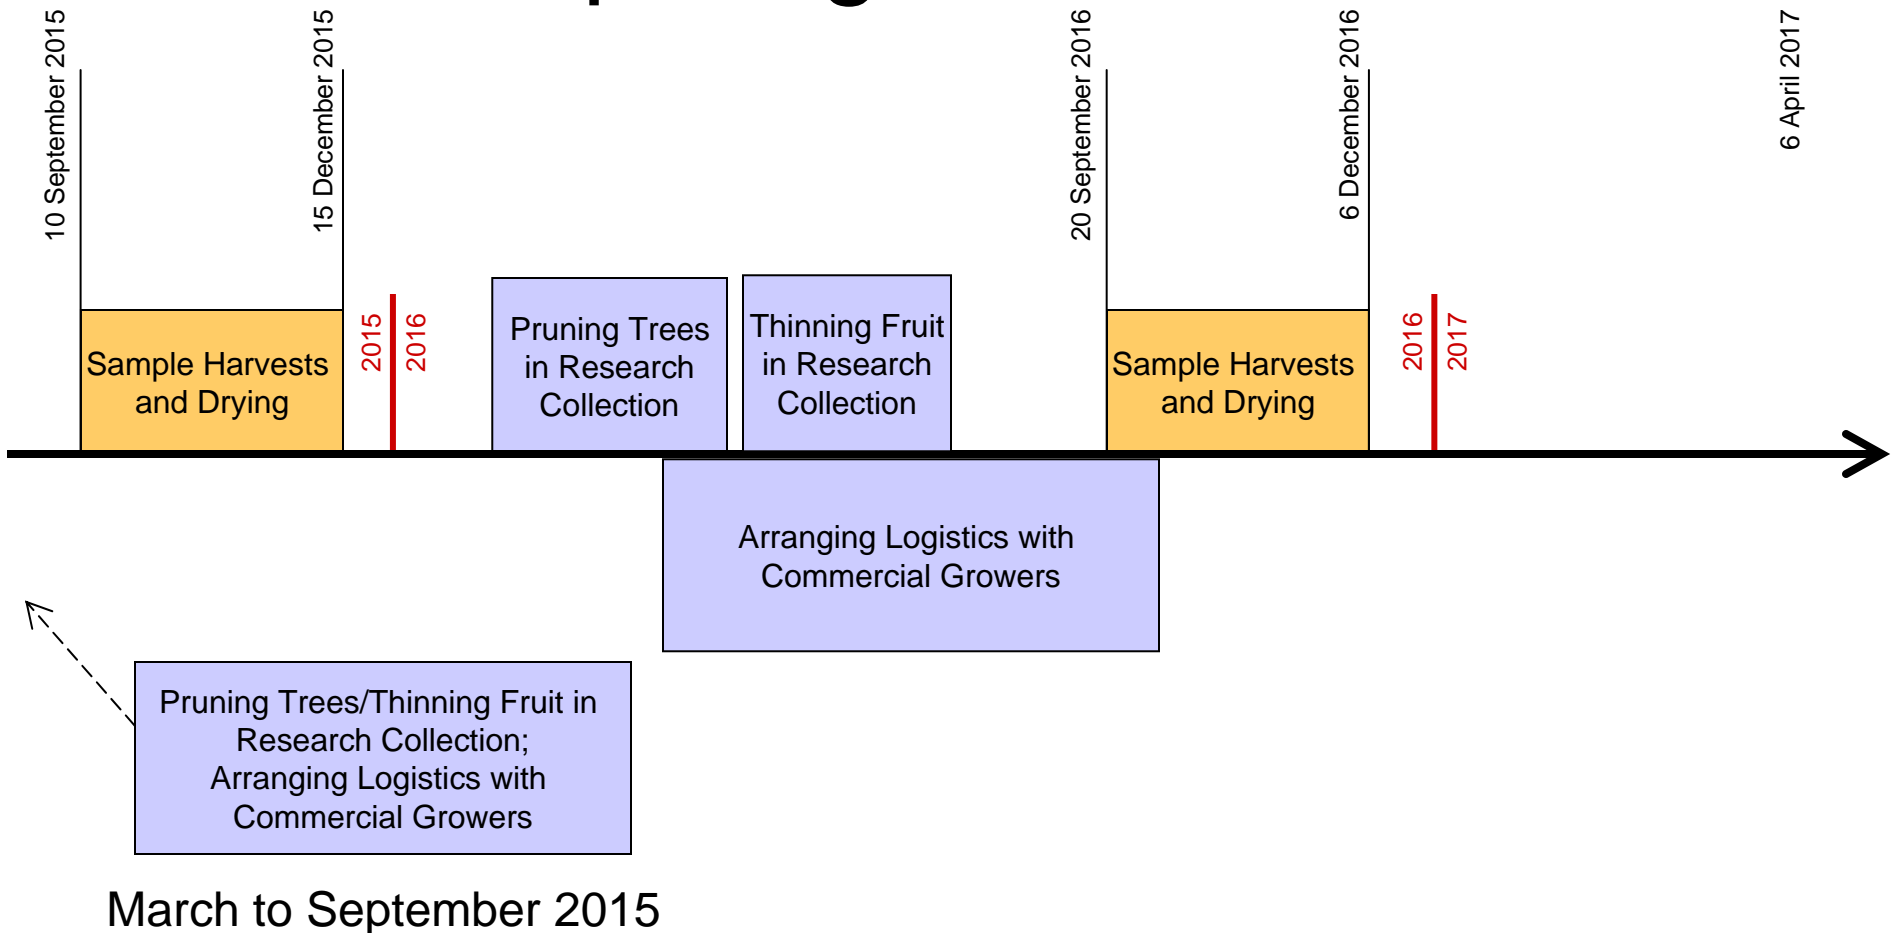 10 September 2015
15 December 2015
20 September 2016
6 December 2016
6 April 2017
Sample Harvests
and Drying
2015
2016
Pruning Trees
in Research
Collection
Thinning Fruit
in Research
Collection
Sample Harvests
and Drying
2016
2017
Arranging Logistics with
Commercial Growers
Pruning Trees/Thinning Fruit in
Research Collection;
Arranging Logistics with
Commercial Growers
March to September 2015